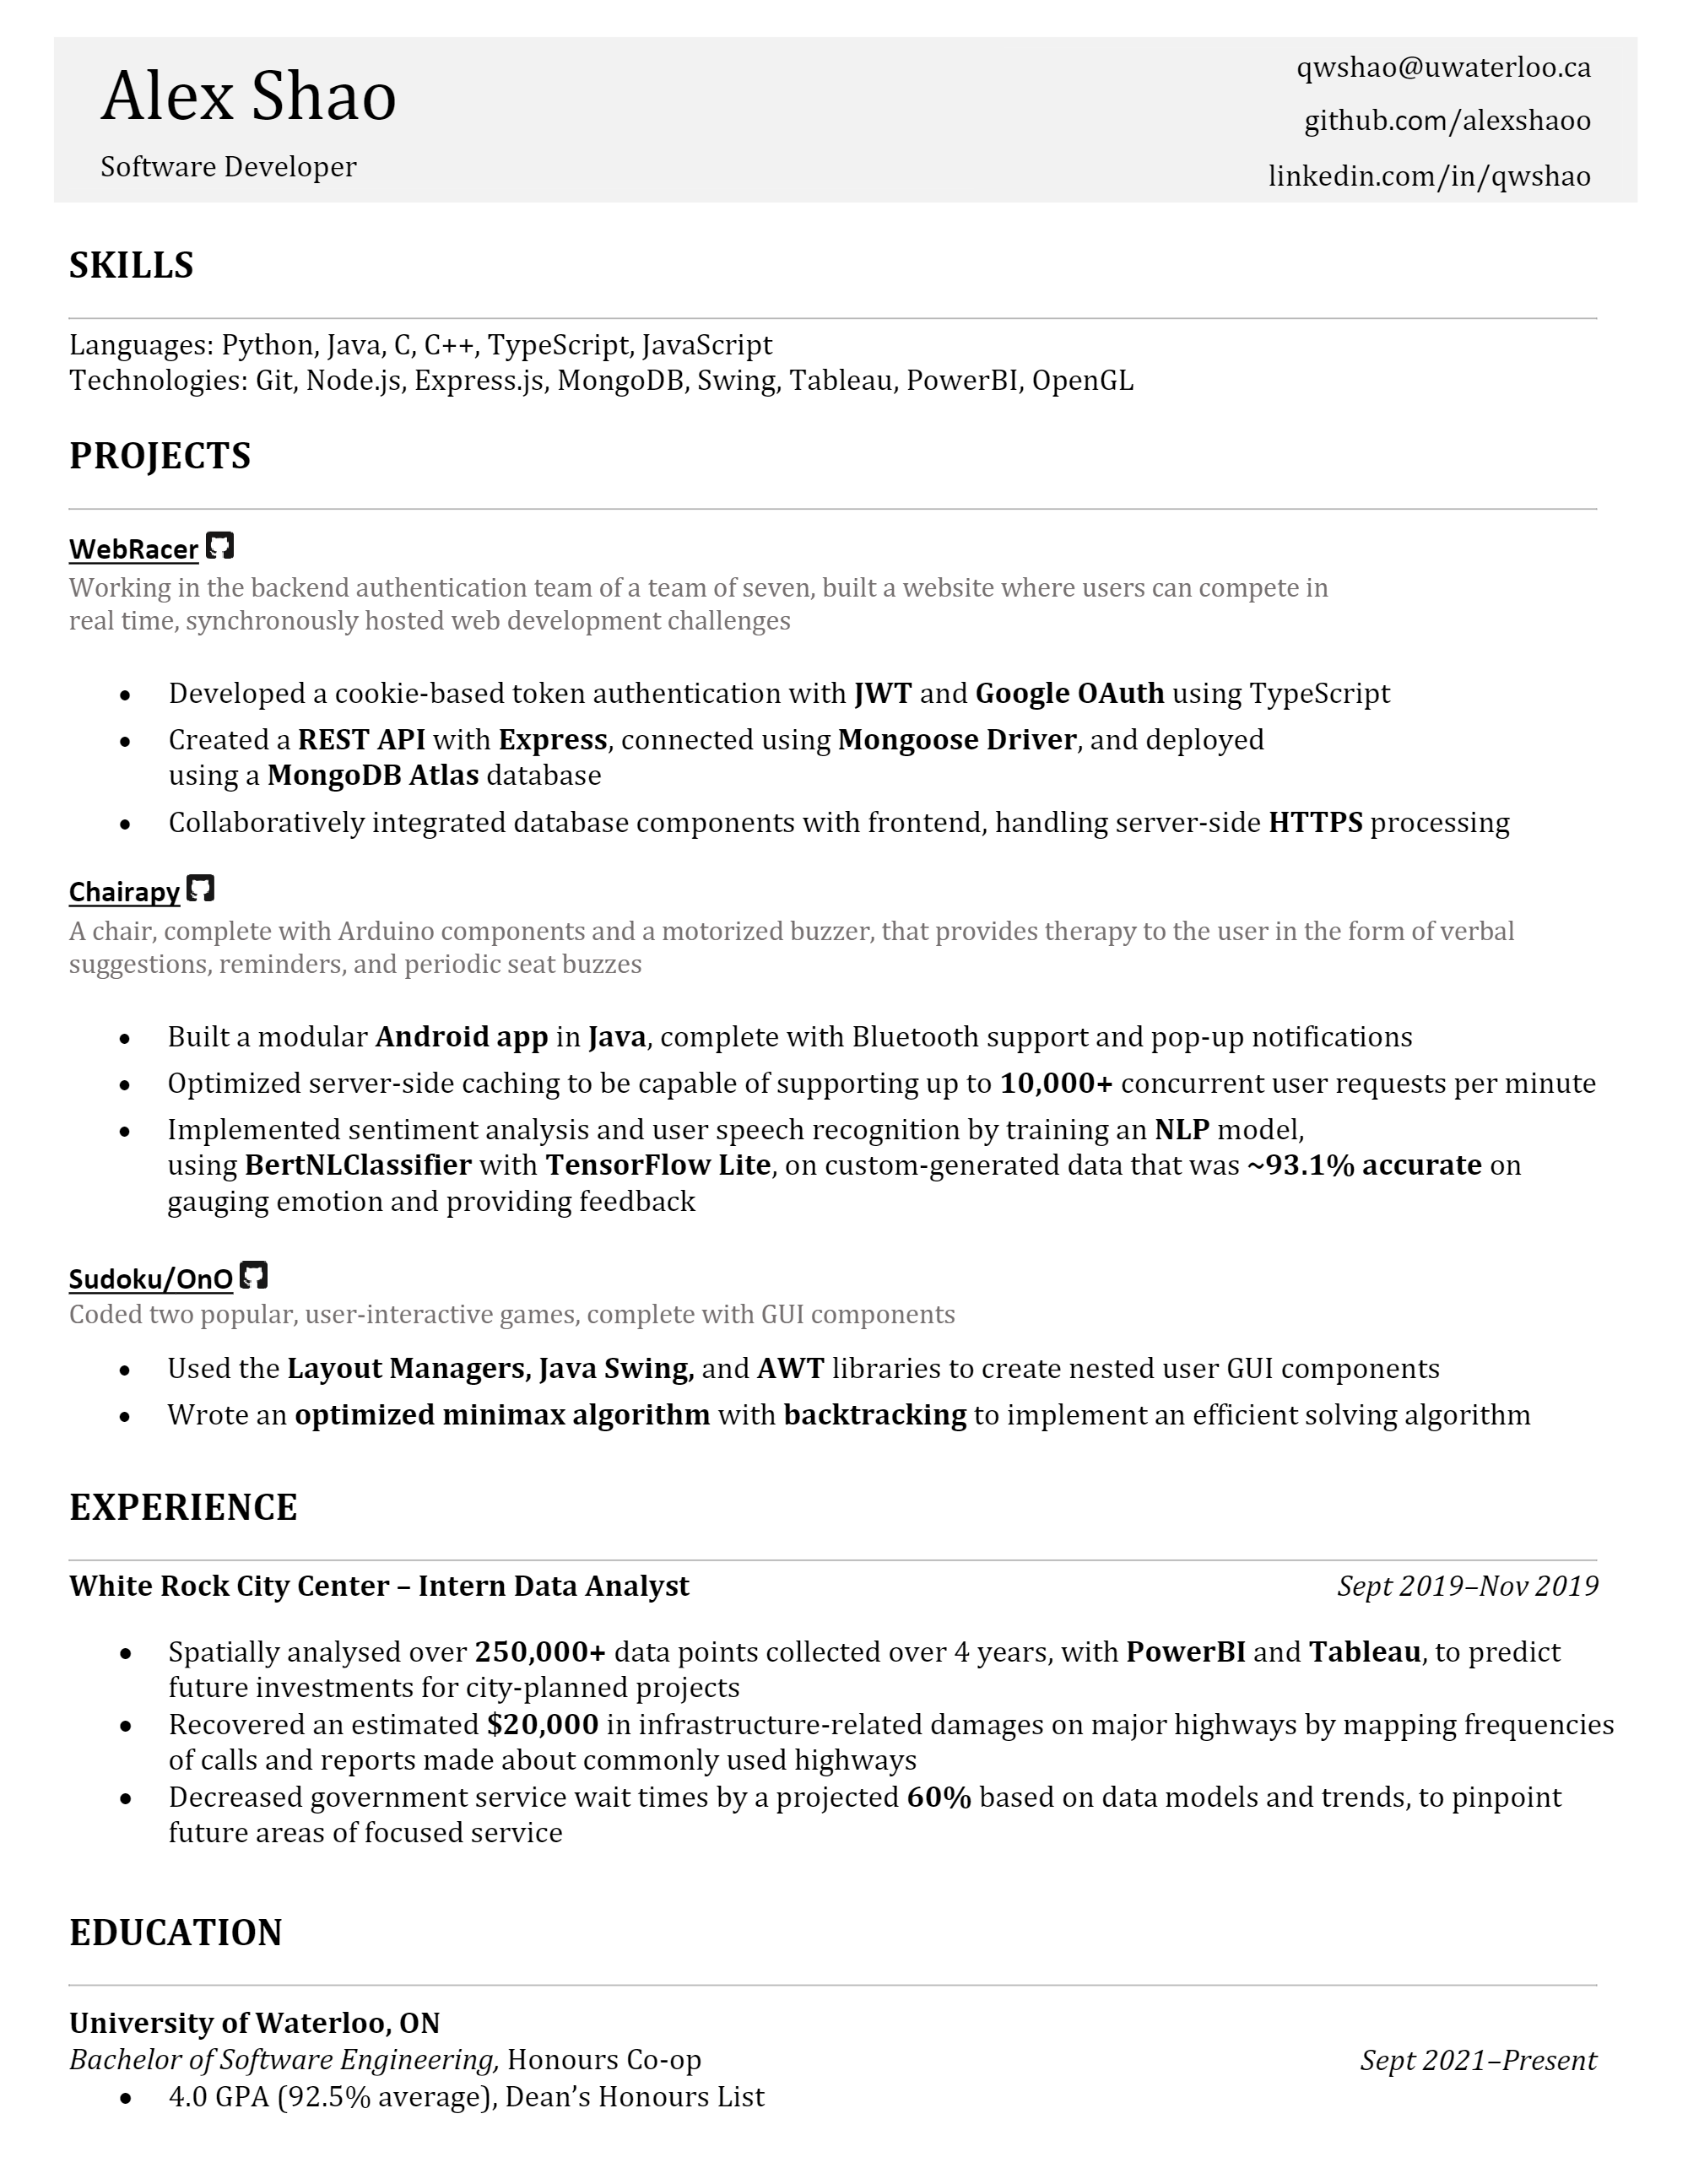 Alex Shao
Software Developer
qwshao@uwaterloo.ca
github.com/alexshaoo
linkedin.com/in/qwshao
SKILLS
Languages: Python, Java, C, C++, TypeScript, JavaScript
Technologies: Git, Node.js, Express.js, MongoDB, Swing, Tableau, PowerBI, OpenGL
PROJECTS
WebRacer
Working in the backend authentication team of a team of seven, built a website where users can compete in
real time, synchronously hosted web development challenges
• Developed a cookie-based token authentication with JWT and Google OAuth using TypeScript
• Created a REST API with Express, connected using Mongoose Driver, and deployed
using a MongoDB Atlas database
• Collaboratively integrated database components with frontend, handling server-side HTTPS processing
Chairapy
A chair, complete with Arduino components and a motorized buzzer, that provides therapy to the user in the form of verbal
suggestions, reminders, and periodic seat buzzes
• Built a modular Android app in Java, complete with Bluetooth support and pop-up notifications
• Optimized server-side caching to be capable of supporting up to 10,000+ concurrent user requests per minute
• Implemented sentiment analysis and user speech recognition by training an NLP model,
using BertNLClassifier with TensorFlow Lite, on custom-generated data that was ~93.1% accurate on
gauging emotion and providing feedback
Sudoku/OnO
Coded two popular, user-interactive games, complete with GUI components
• Used the Layout Managers, Java Swing, and AWT libraries to create nested user GUI components
• Wrote an optimized minimax algorithm with backtracking to implement an efficient solving algorithm
EXPERIENCE
White Rock City Center – Intern Data Analyst Sept 2019–Nov 2019
• Spatially analysed over 250,000+ data points collected over 4 years, with PowerBI and Tableau, to predict
future investments for city-planned projects
• Recovered an estimated $20,000 in infrastructure-related damages on major highways by mapping frequencies
of calls and reports made about commonly used highways
• Decreased government service wait times by a projected 60% based on data models and trends, to pinpoint
future areas of focused service
EDUCATION
University of Waterloo, ON
Bachelor of Software Engineering, Honours Co-op Sept 2021–Present
• 4.0 GPA (92.5% average), Dean’s Honours List